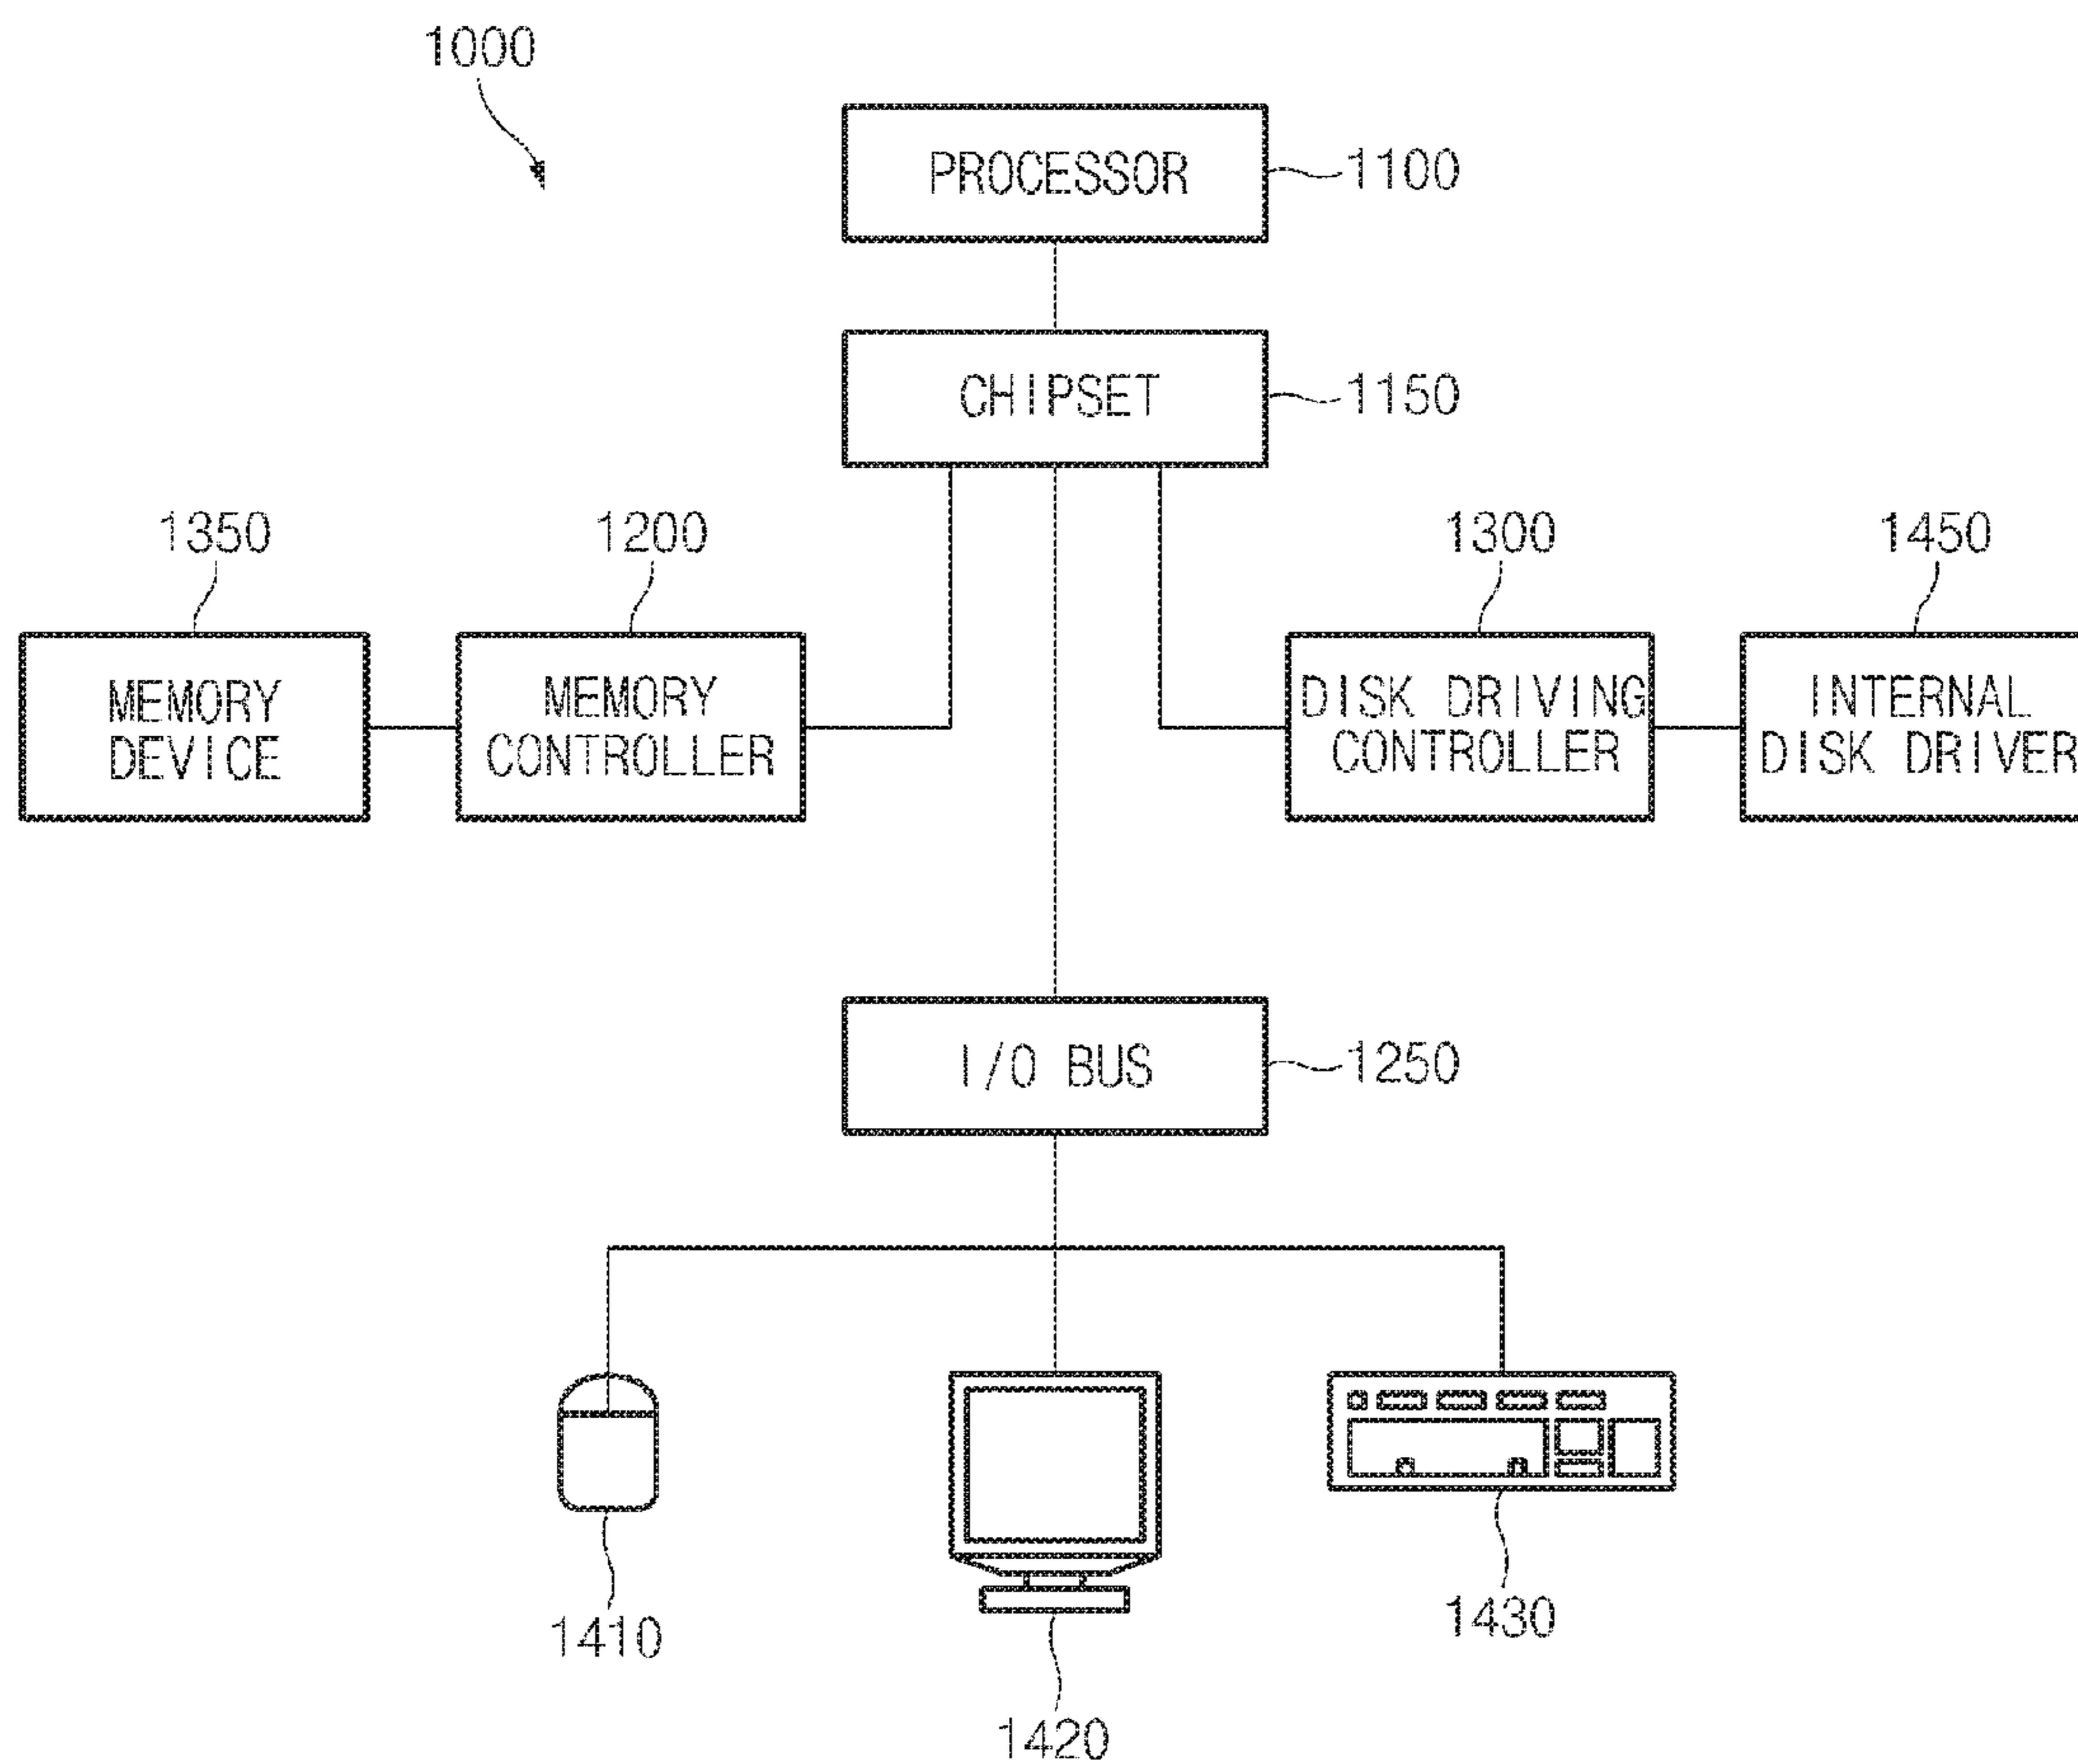 1000
PROCESSOR
1100
CHIPSET
1150
1350
1200
1300
1450
MEMORY
DEVICE
MEMORY
CONTROLLER
DISK DRIVING
CONTROLLER
INTERNAL
DISK DRIVER
I/O BUS
1250
1410
1420
1430